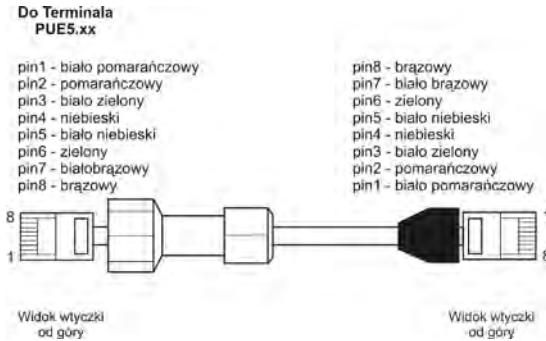 Do Terminala
PUE5.xx
pin1 - biało pomarańczowy
pin2 - pomarańczowy
pin3 - biało zielony
pin4 - niebieski
pin5 - biało niebieski
pin6 - zielony
pin7 - białobrązowy
pin8 - brązowy
pin8 - brązowy
pin7 - biało brązowy
pin6 - zielony
pin5 - biało niebieski
pin4 - niebieski
pin3 - biało zielony
pin2 - pomarańczowy
pin1 - biało pomarańczowy
8
1
1
8
Widok wtyczki
od góry
Widok wtyczki
od góry